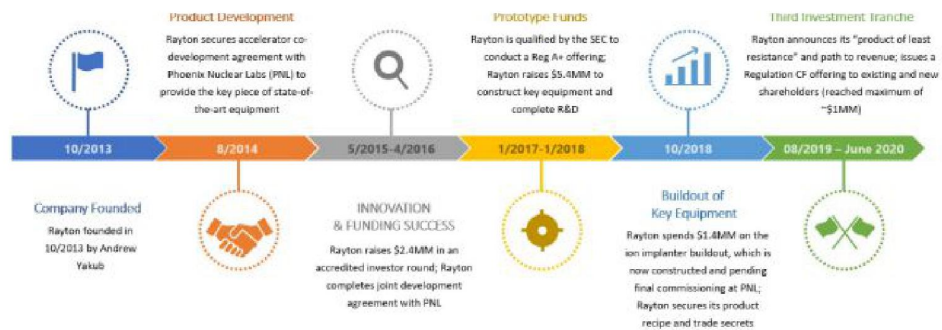 Product Development
Rayton secures accelerator co-
development agreement with
Phoenix Nuclear Labs (PNL) to
provide the key piece of state-of-
the-art equipment
Prototype Funds
Rayton is qualified by the SEC to
conduct a Reg A+ offering;
Rayton raises $5.4MM to
construct key equipment and
complete R&D
Third Investment Tranche
Rayton announces its "product of least
resistance" and path to revenue; issues a
Regulation CF offering to existing and new
shareholders (reached maximum of
~$1MM)
10/2013
8/2014
5/2015-4/2016
1/2017-1/2018
10/2018
08/2019 – June 2020
Company Founded
Rayton founded in
10/2013 by Andrew
Yakub
INNOVATION
& FUNDING SUCCESS
Rayton raises $2.4MM in an
accredited investor round; Rayton
completes joint development
agreement with PNL
Buildout of
Key Equipment
Rayton spends $1.4MM on the
ion implanter buildout, which is
now constructed and pending
final commissioning at PNL;
Rayton secures its product
recipe and trade secrets